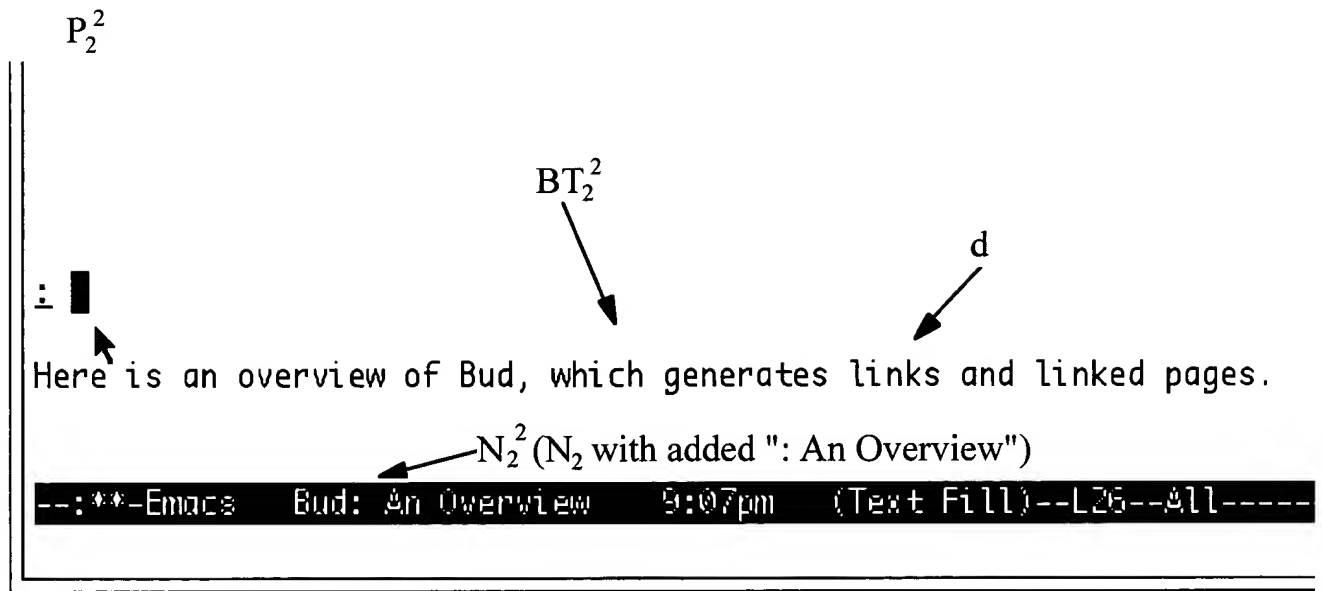 P₂²
BT₂²
d
:
Here is an overview of Bud, which generates links and linked pages.
N₂² (N₂ with added ": An Overview")
--:**-Emacs Bud: An Overview 9:07pm (Text Fill)--L26--All-----